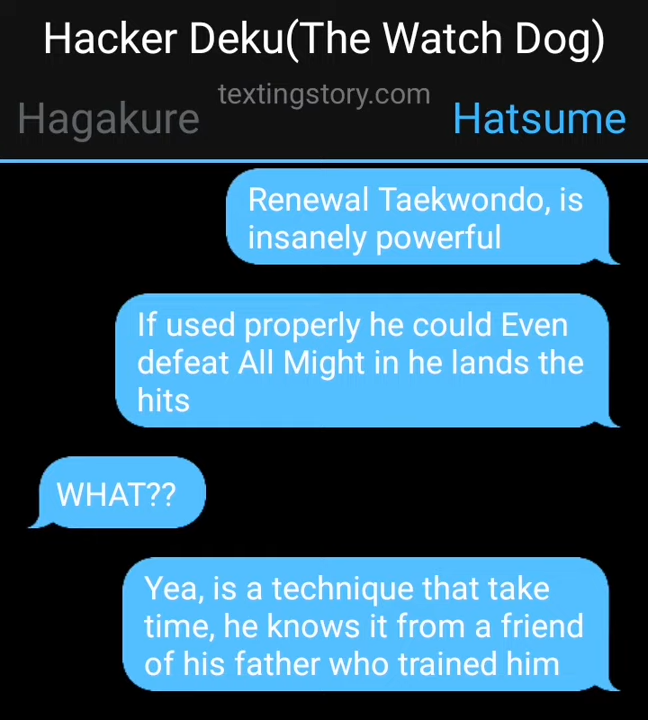 Hacker Deku(The Watch Dog)
textingstory.com
Hagakure
Hatsume
Renewal Taekwondo, is
insanely powerful
If used properly he could Even
defeat All Might in he lands the
hits
WHAT??
Yea, is a technique that take
time, he knows it from a friend
of his father who trained him